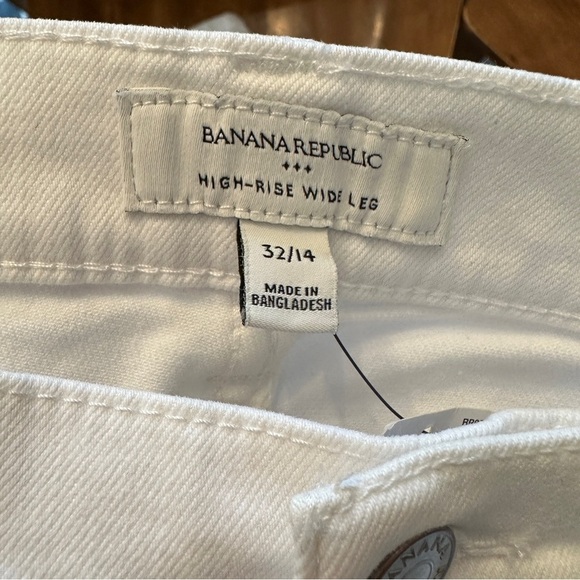 BANANA REPUBLIC
HIGH-RISE WIDE LEG
32/14
MADE IN
BANGLADESH